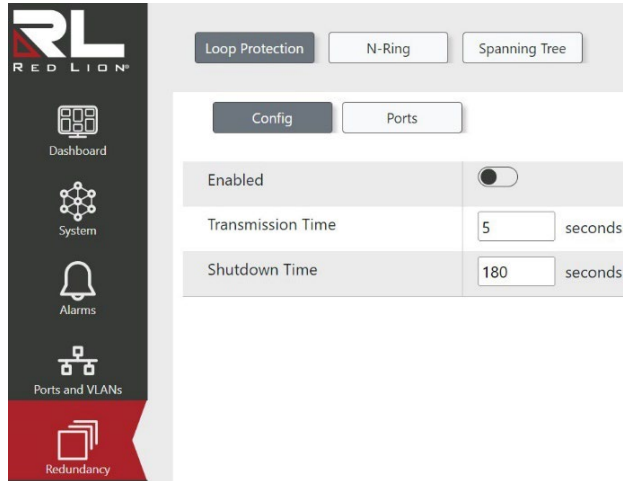 RL
RED LION®
Loop Protection N-Ring Spanning Tree
Config Ports
Dashboard
System
Alarms
Ports and VLANs
Redundancy
Enabled
Transmission Time 5 seconds
Shutdown Time 180 seconds